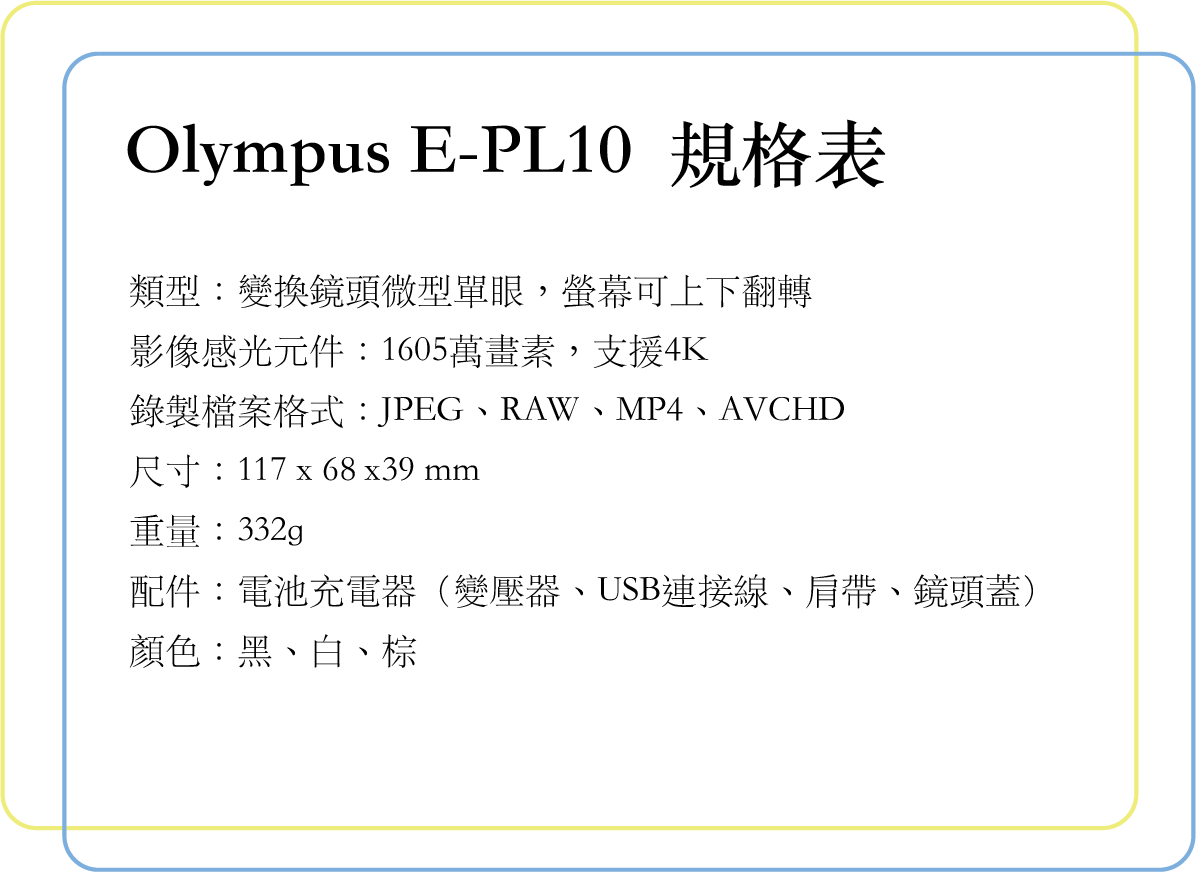 Olympus E-PL10 規格表
類型：變換鏡頭微型單眼，螢幕可上下翻轉
影像感光元件：1605萬畫素，支援4K
錄製檔案格式：JPEG、RAW、MP4、AVCHD
尺寸：117 x 68 x39 mm
重量：332g
配件：電池充電器（變壓器、USB連接線、肩帶、鏡頭蓋）
顏色：黑、白、棕